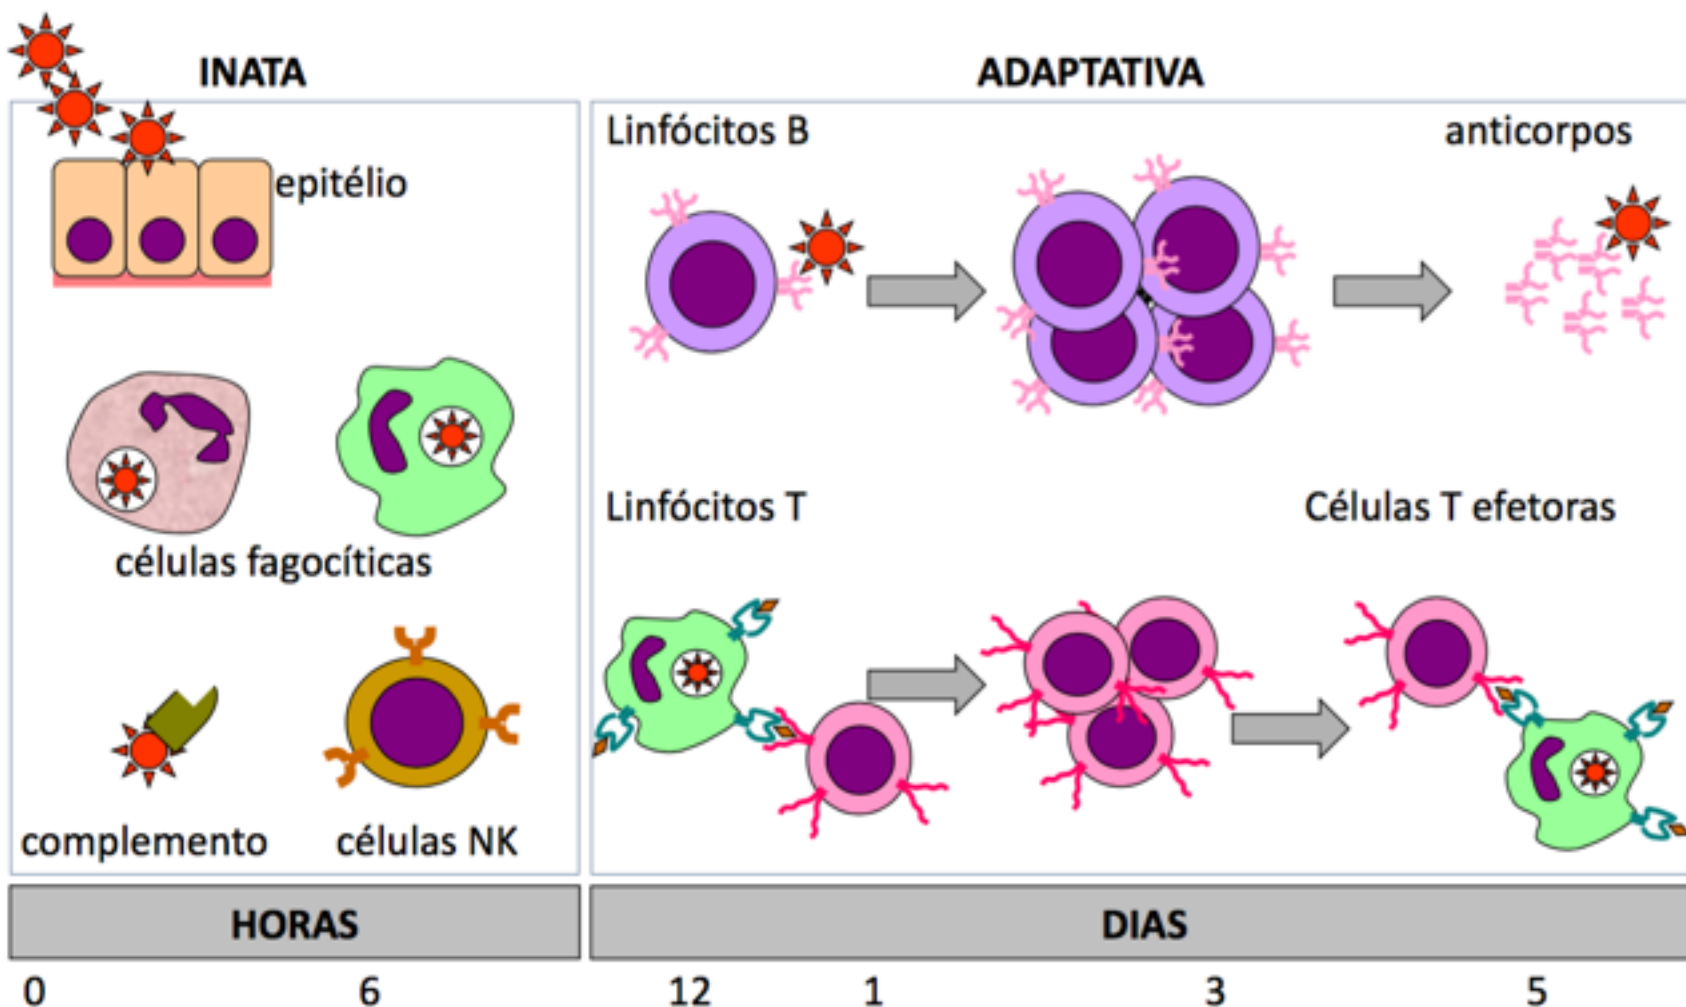 INATA
ADAPTATIVA
epitélio
células fagocíticas
complemento
células NK
Linfócitos B
anticorpos
Linfócitos T
Células T efetoras
HORAS
DIAS
0 6 12 1 3 5